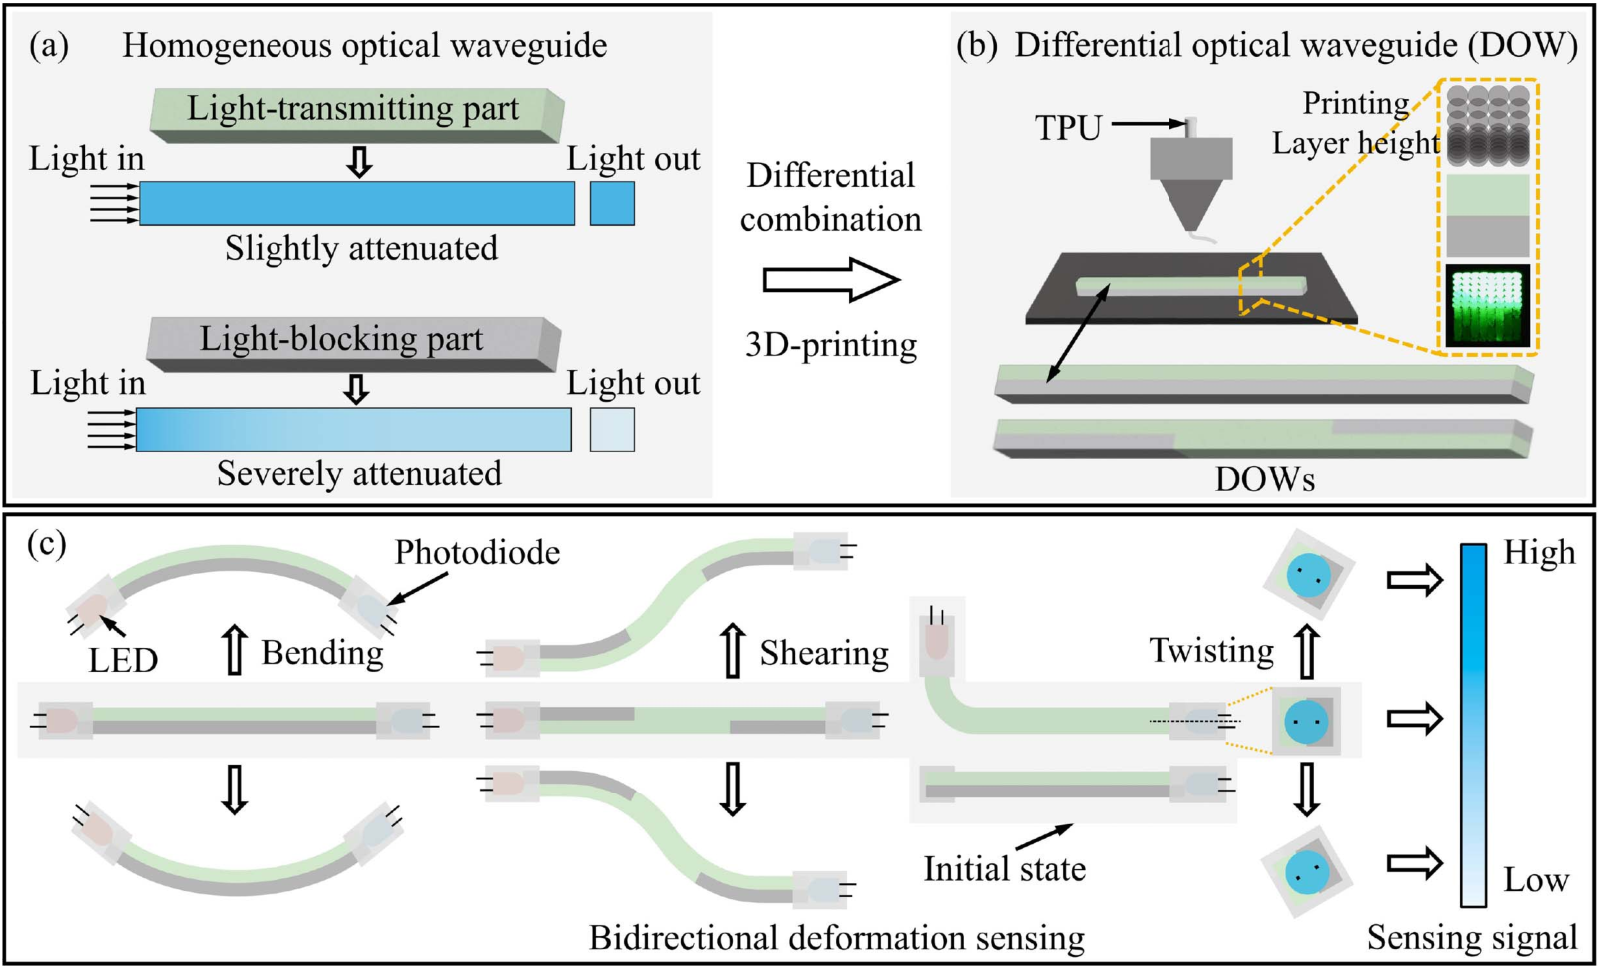 (a) Homogeneous optical waveguide
Light-transmitting part
Light in
Light out
Slightly attenuated
Light-blocking part
Light in
Light out
Severely attenuated
Differential
combination
3D-printing
(b) Differential optical waveguide (DOW)
TPU
Printing
Layer height
DOWs
(c)
Photodiode
LED
Bending
Shearing
Twisting
Initial state
Bidirectional deformation sensing
High
Low
Sensing signal